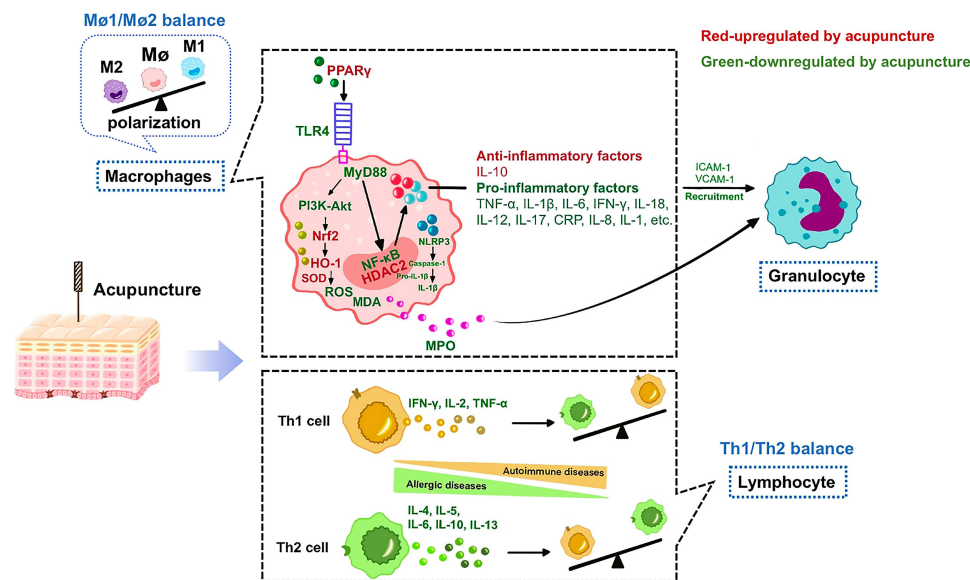 Mø1/Mø2 balance
M2
Mø
M1
polarization
Macrophages
Acupuncture
Red-upregulated by acupuncture
Green-downregulated by acupuncture
PPARγ
TLR4
MyD88
PI3K-Akt
Nrf2
HO-1
SOD
ROS
MDA
NF-κB
HDAC2
NLRP3
Caspase-1
Pro-IL-1β
IL-1β
MPO
Anti-inflammatory factors
IL-10
Pro-inflammatory factors
TNF-α, IL-1β, IL-6, IFN-γ, IL-18,
IL-12, IL-17, CRP, IL-8, IL-1, etc.
ICAM-1
VCAM-1
Recruitment
Granulocyte
Th1 cell
IFN-γ, IL-2, TNF-α
Autoimmune diseases
Allergic diseases
Th2 cell
IL-4, IL-5,
IL-6, IL-10, IL-13
Th1/Th2 balance
Lymphocyte